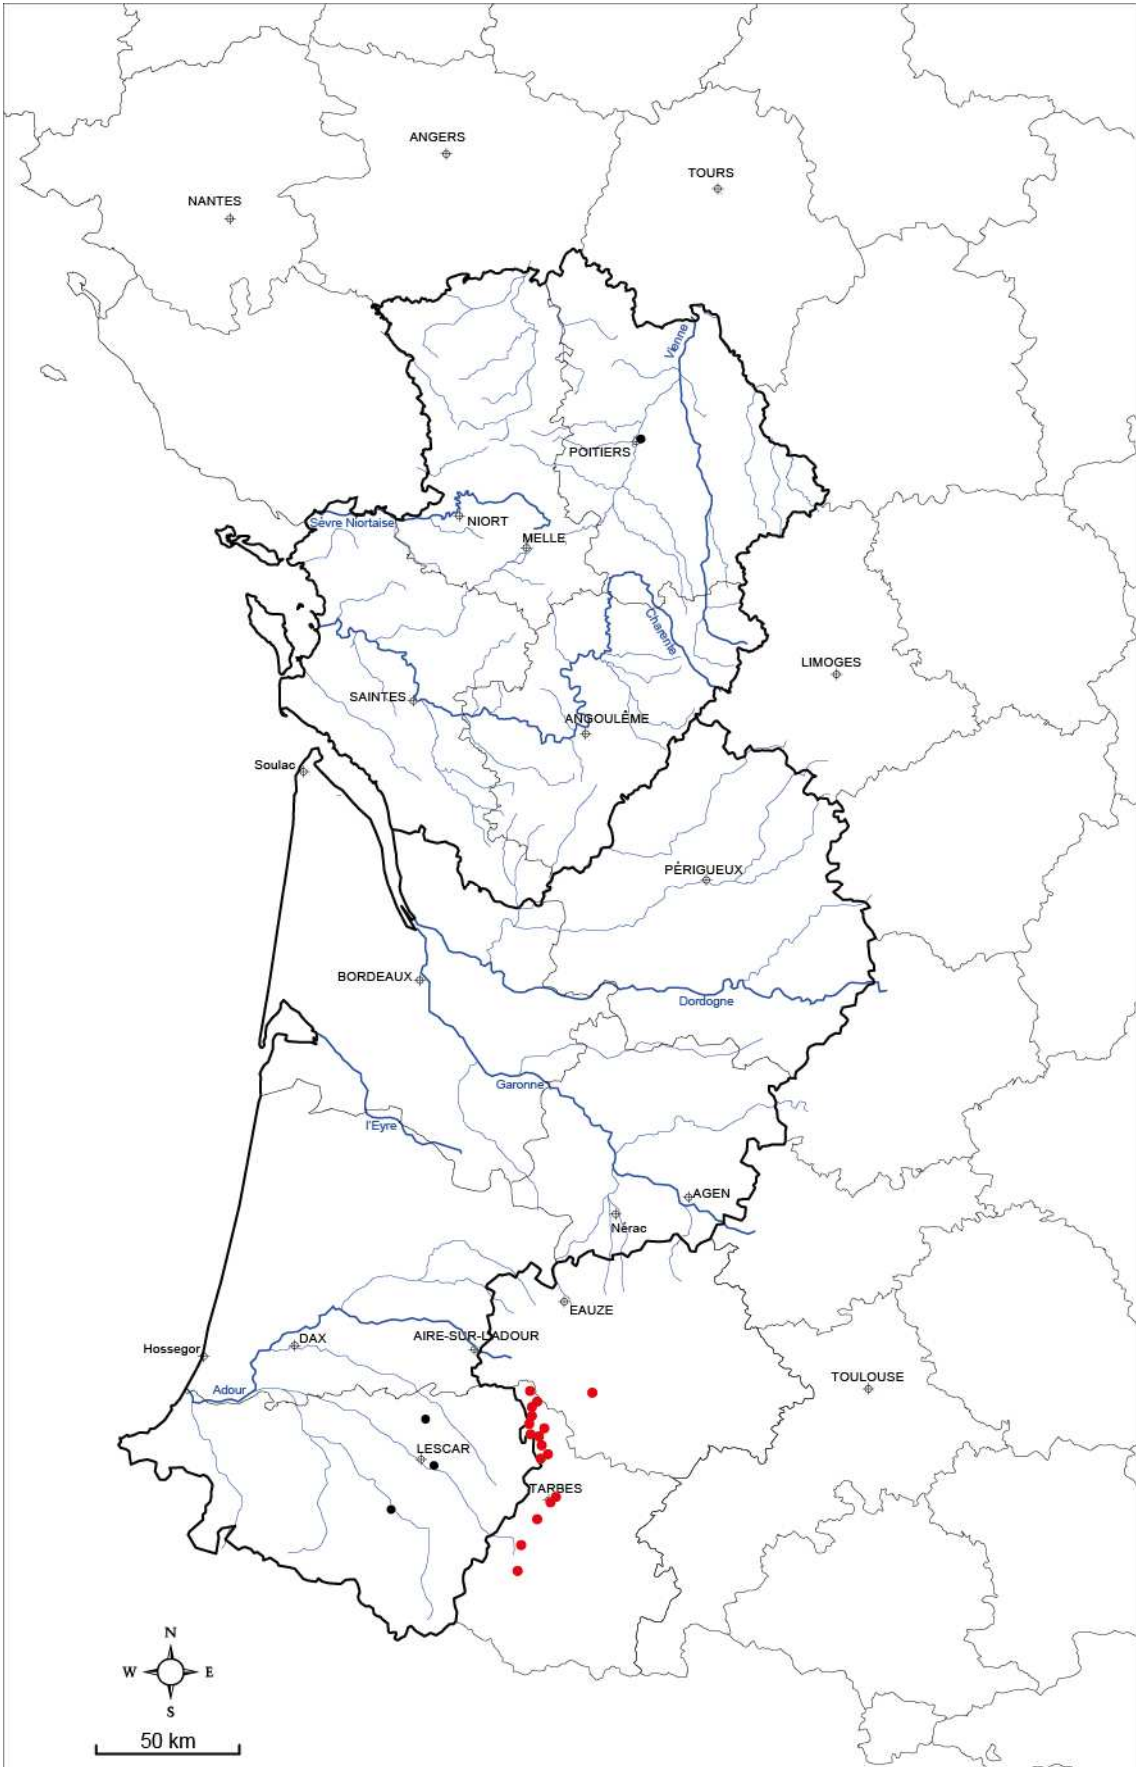 ANGERS
TOURS
NANTES
Vienne
POITIERS
Sèvre Niortaise
NIORT
MELLE
Charente
LIMOGES
SAINTES
ANGOULÊME
Soulac
PÉRIGUEUX
BORDEAUX
Dordogne
Garonne
l'Eyre
AGEN
Nérac
EAUZE
DAX
AIRE-SUR-L'ADOUR
Hossegor
TOULOUSE
Adour
LESCAR
TARBES
N
W E
S
50 km